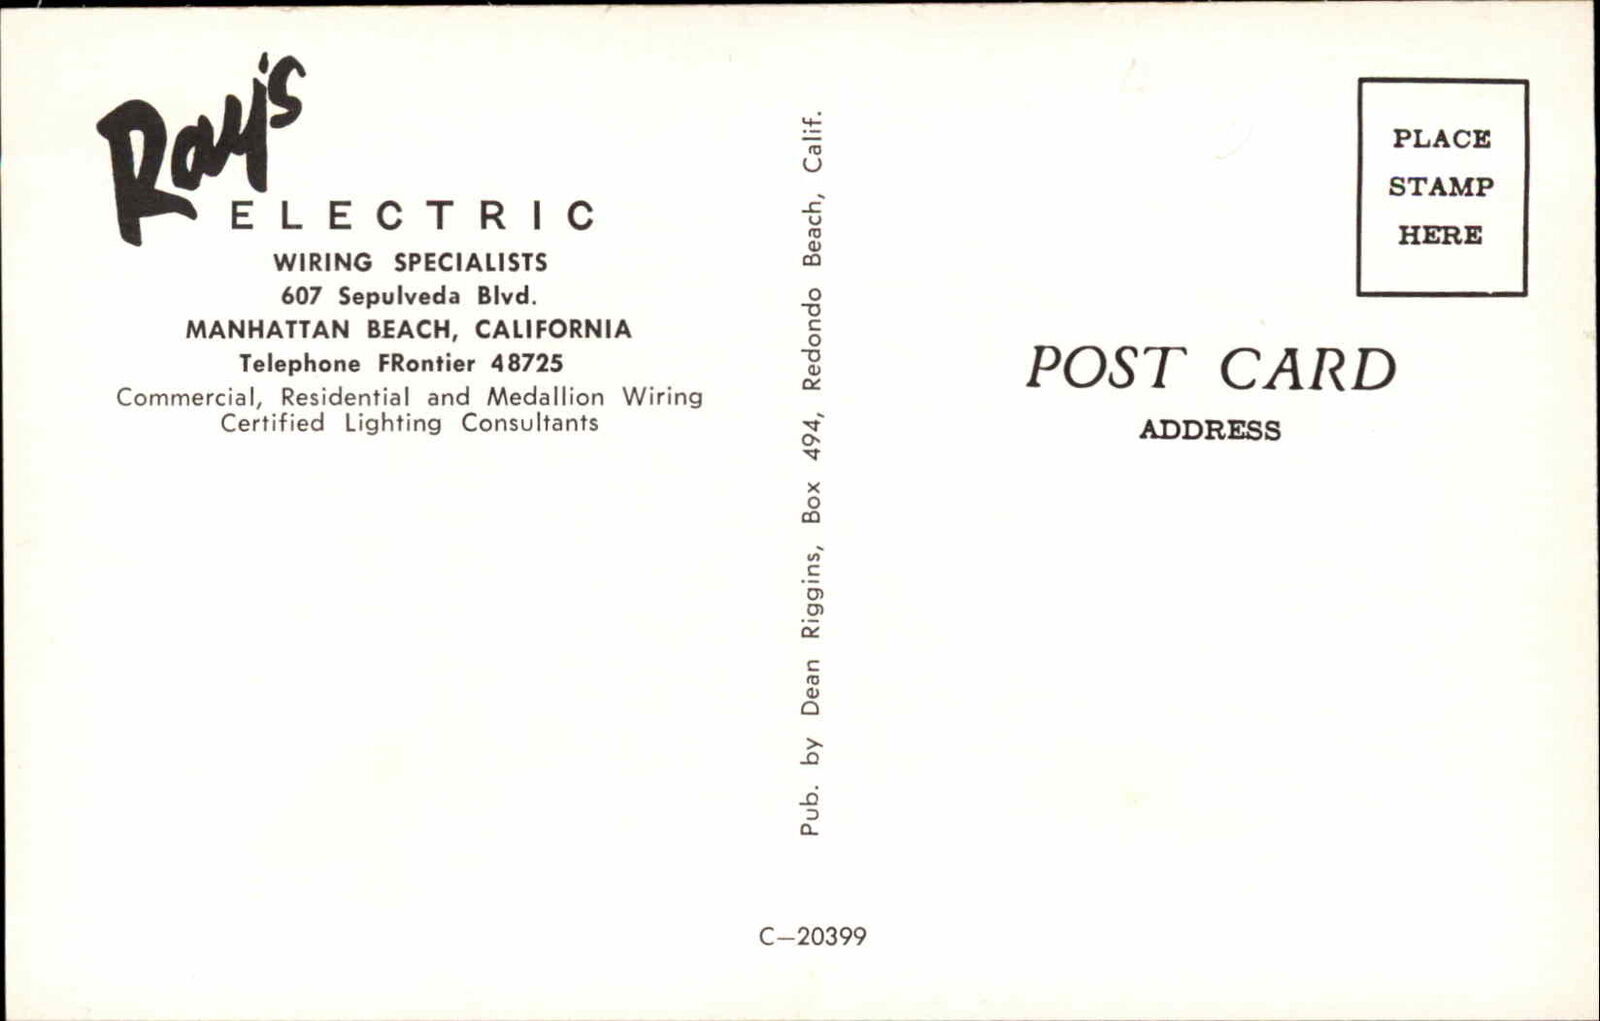 Ray's
ELECTRIC
WIRING SPECIALISTS
607 Sepulveda Blvd.
MANHATTAN BEACH, CALIFORNIA
Telephone FRontier 48725
Commercial, Residential and Medallion Wiring
Certified Lighting Consultants
Pub. by Dean Riggins, Box 494, Redondo Beach, Calif.
C—20399
PLACE
STAMP
HERE
POST CARD
ADDRESS